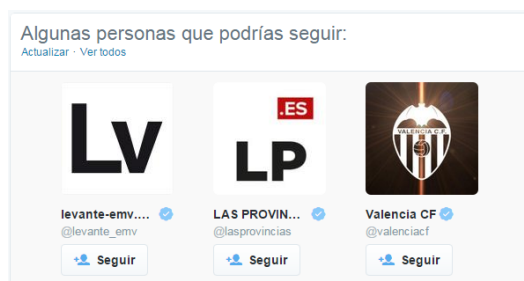 Algunas personas que podrías seguir:
Actualizar · Ver todos
Lv
.ES
LP
VALENCIA C.F.
levante-emv....
LAS PROVIN...
Valencia CF
@levante_emv
@lasprovincias
@valenciacf
Seguir
Seguir
Seguir